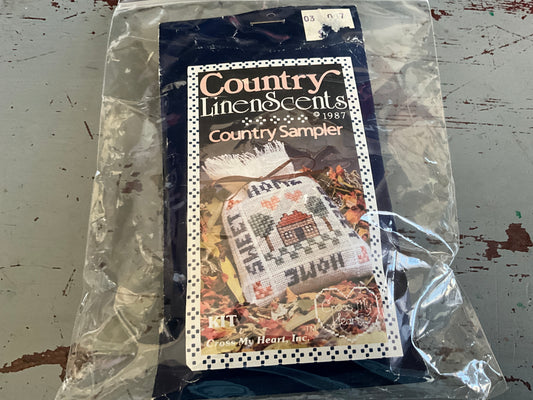 03
Country
LinenScents
© 1987
Country Sampler
HOME
SWEET
HOME
KIT
Cross My Heart, Inc.